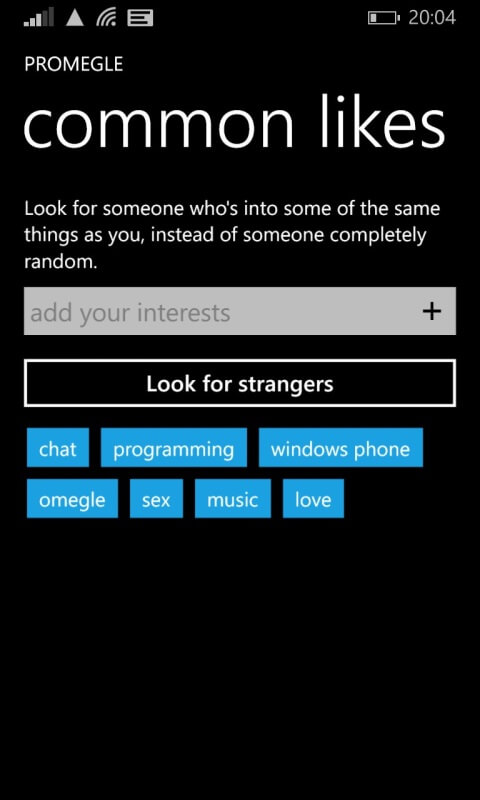 20:04
PROMEGLE
common likes
Look for someone who's into some of the same
things as you, instead of someone completely
random.
add your interests +
Look for strangers
chat programming windows phone
omegle sex music love